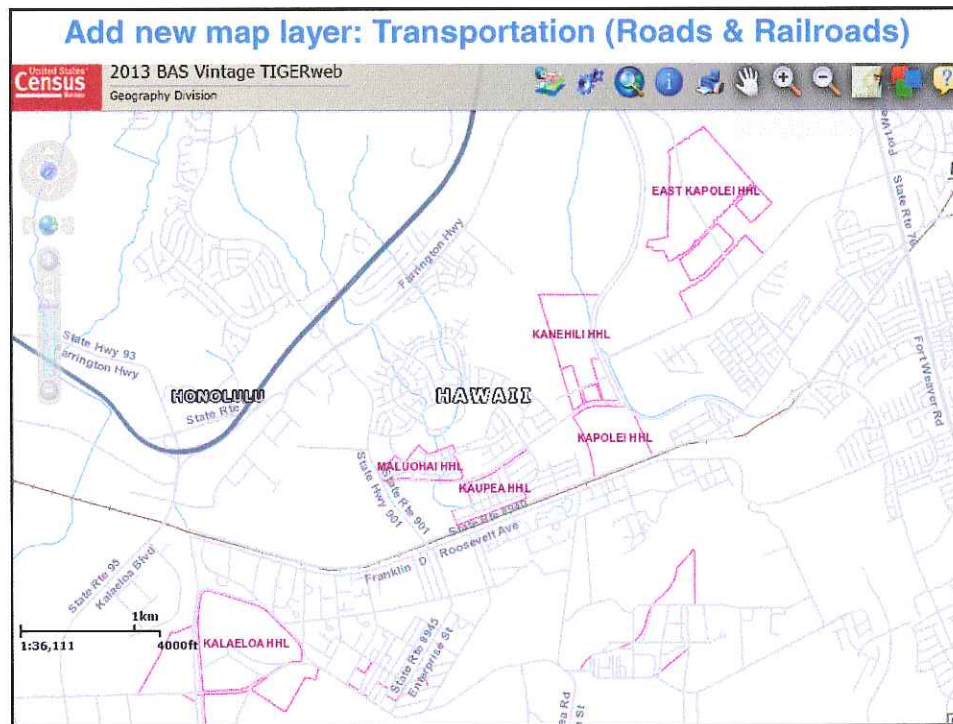 Add new map layer: Transportation (Roads & Railroads)
United States
Census
Bureau
2013 BAS Vintage TIGERweb
Geography Division
EAST KAPOLEI HHL
State Rte 76
Farrington Hwy
KANEHILI HHL
State Hwy 93
Farrington Hwy
HONOLULU
State Rte
HAWAII
Fort Weaver Rd
KAPOLEI HHL
MALUOHAI HHL
State Rte 901
State Hwy 901
KAUPEA HHL
State Rte 8940
Franklin D Roosevelt Ave
State Rte 95
Kalaeloa Blvd
1km
1:36,111
4000ft
KALAELOA HHL
State Rte 8945
Enterprise St